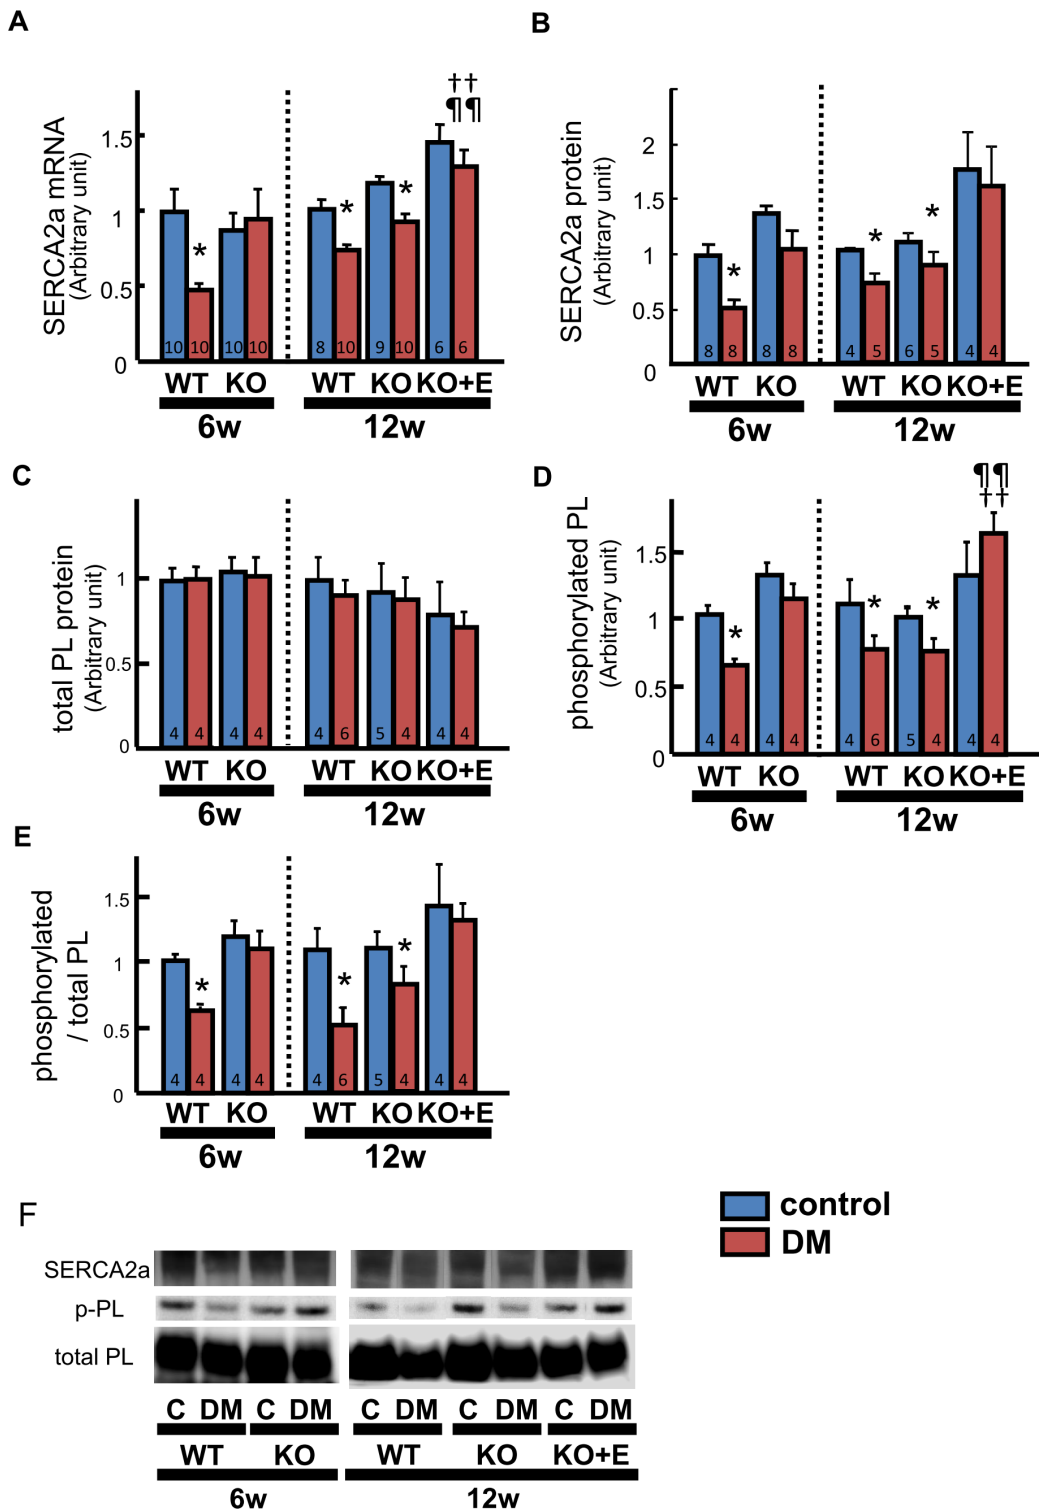 A
SERCA2a mRNA
(Arbitrary unit)
††
¶¶
1.5
1
0.5
0
*
*
*
10 10 10 10 8 10 9 10 6 6
WT KO WT KO KO+E
6w 12w
B
SERCA2a protein
(Arbitrary unit)
2
1.5
1
0.5
0
*
*
*
8 8 8 8 4 5 6 5 4 4
WT KO WT KO KO+E
6w 12w
C
total PL protein
(Arbitrary unit)
1
0.5
0
4 4 4 4 4 6 5 4 4 4
WT KO WT KO KO+E
6w 12w
D
phosphorylated PL
(Arbitrary unit)
¶¶
††
1.5
1
0.5
0
*
*
*
4 4 4 4 4 6 5 4 4 4
WT KO WT KO KO+E
6w 12w
E
phosphorylated
/ total PL
1.5
1
0.5
0
*
*
*
4 4 4 4 4 6 5 4 4 4
WT KO WT KO KO+E
6w 12w
control
DM
F
SERCA2a
p-PL
total PL
C DM C DM C DM C DM C DM
WT KO WT KO KO+E
6w 12w